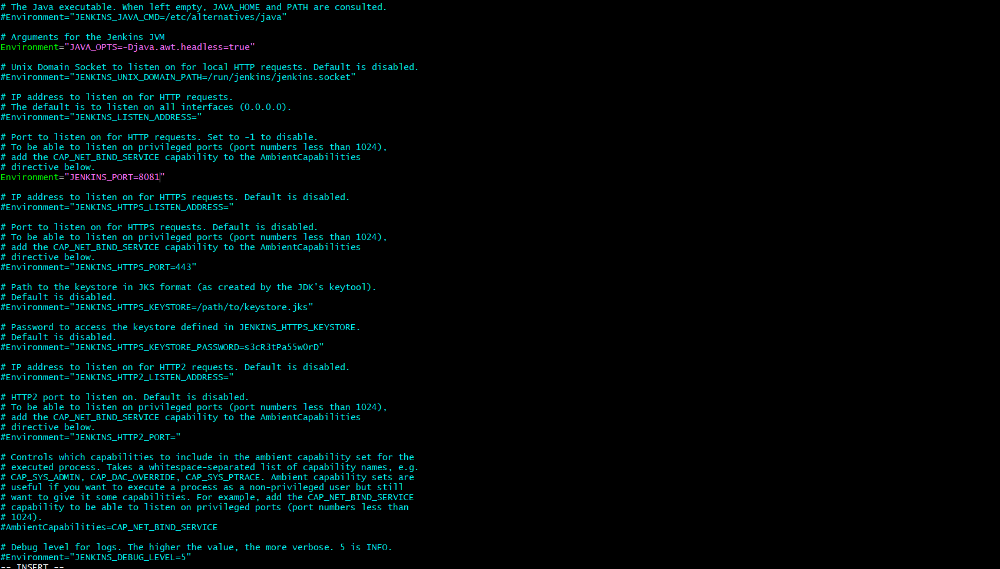 # The Java executable. When left empty, JAVA_HOME and PATH are consulted.
#Environment="JENKINS_JAVA_CMD=/etc/alternatives/java"
# Arguments for the Jenkins JVM
Environment="JAVA_OPTS=-Djava.awt.headless=true"
# Unix Domain Socket to listen on for local HTTP requests. Default is disabled.
#Environment="JENKINS_UNIX_DOMAIN_PATH=/run/jenkins/jenkins.socket"
# IP address to listen on for HTTP requests.
# The default is to listen on all interfaces (0.0.0.0).
#Environment="JENKINS_LISTEN_ADDRESS="
# Port to listen on for HTTP requests. Set to -1 to disable.
# To be able to listen on privileged ports (port numbers less than 1024),
# add the CAP_NET_BIND_SERVICE capability to the AmbientCapabilities
# directive below.
Environment="JENKINS_PORT=8081"
# IP address to listen on for HTTPS requests. Default is disabled.
#Environment="JENKINS_HTTPS_LISTEN_ADDRESS="
# Port to listen on for HTTPS requests. Default is disabled.
# To be able to listen on privileged ports (port numbers less than 1024),
# add the CAP_NET_BIND_SERVICE capability to the AmbientCapabilities
# directive below.
#Environment="JENKINS_HTTPS_PORT=443"
# Path to the keystore in JKS format (as created by the JDK's keytool).
# Default is disabled.
#Environment="JENKINS_HTTPS_KEYSTORE=/path/to/keystore.jks"
# Password to access the keystore defined in JENKINS_HTTPS_KEYSTORE.
# Default is disabled.
#Environment="JENKINS_HTTPS_KEYSTORE_PASSWORD=s3cR3tPa55w0rD"
# IP address to listen on for HTTP2 requests. Default is disabled.
#Environment="JENKINS_HTTP2_LISTEN_ADDRESS="
# HTTP2 port to listen on. Default is disabled.
# To be able to listen on privileged ports (port numbers less than 1024),
# add the CAP_NET_BIND_SERVICE capability to the AmbientCapabilities
# directive below.
#Environment="JENKINS_HTTP2_PORT="
# Controls which capabilities to include in the ambient capability set for the
# executed process. Takes a whitespace-separated list of capability names, e.g.
# CAP_SYS_ADMIN, CAP_DAC_OVERRIDE, CAP_SYS_PTRACE. Ambient capability sets are
# useful if you want to execute a process as a non-privileged user but still
# want to give it some capabilities. For example, add the CAP_NET_BIND_SERVICE
# capability to be able to listen on privileged ports (port numbers less than
# 1024).
#AmbientCapabilities=CAP_NET_BIND_SERVICE
# Debug level for logs. The higher the value, the more verbose. 5 is INFO.
#Environment="JENKINS_DEBUG_LEVEL=5"
-- INSERT --